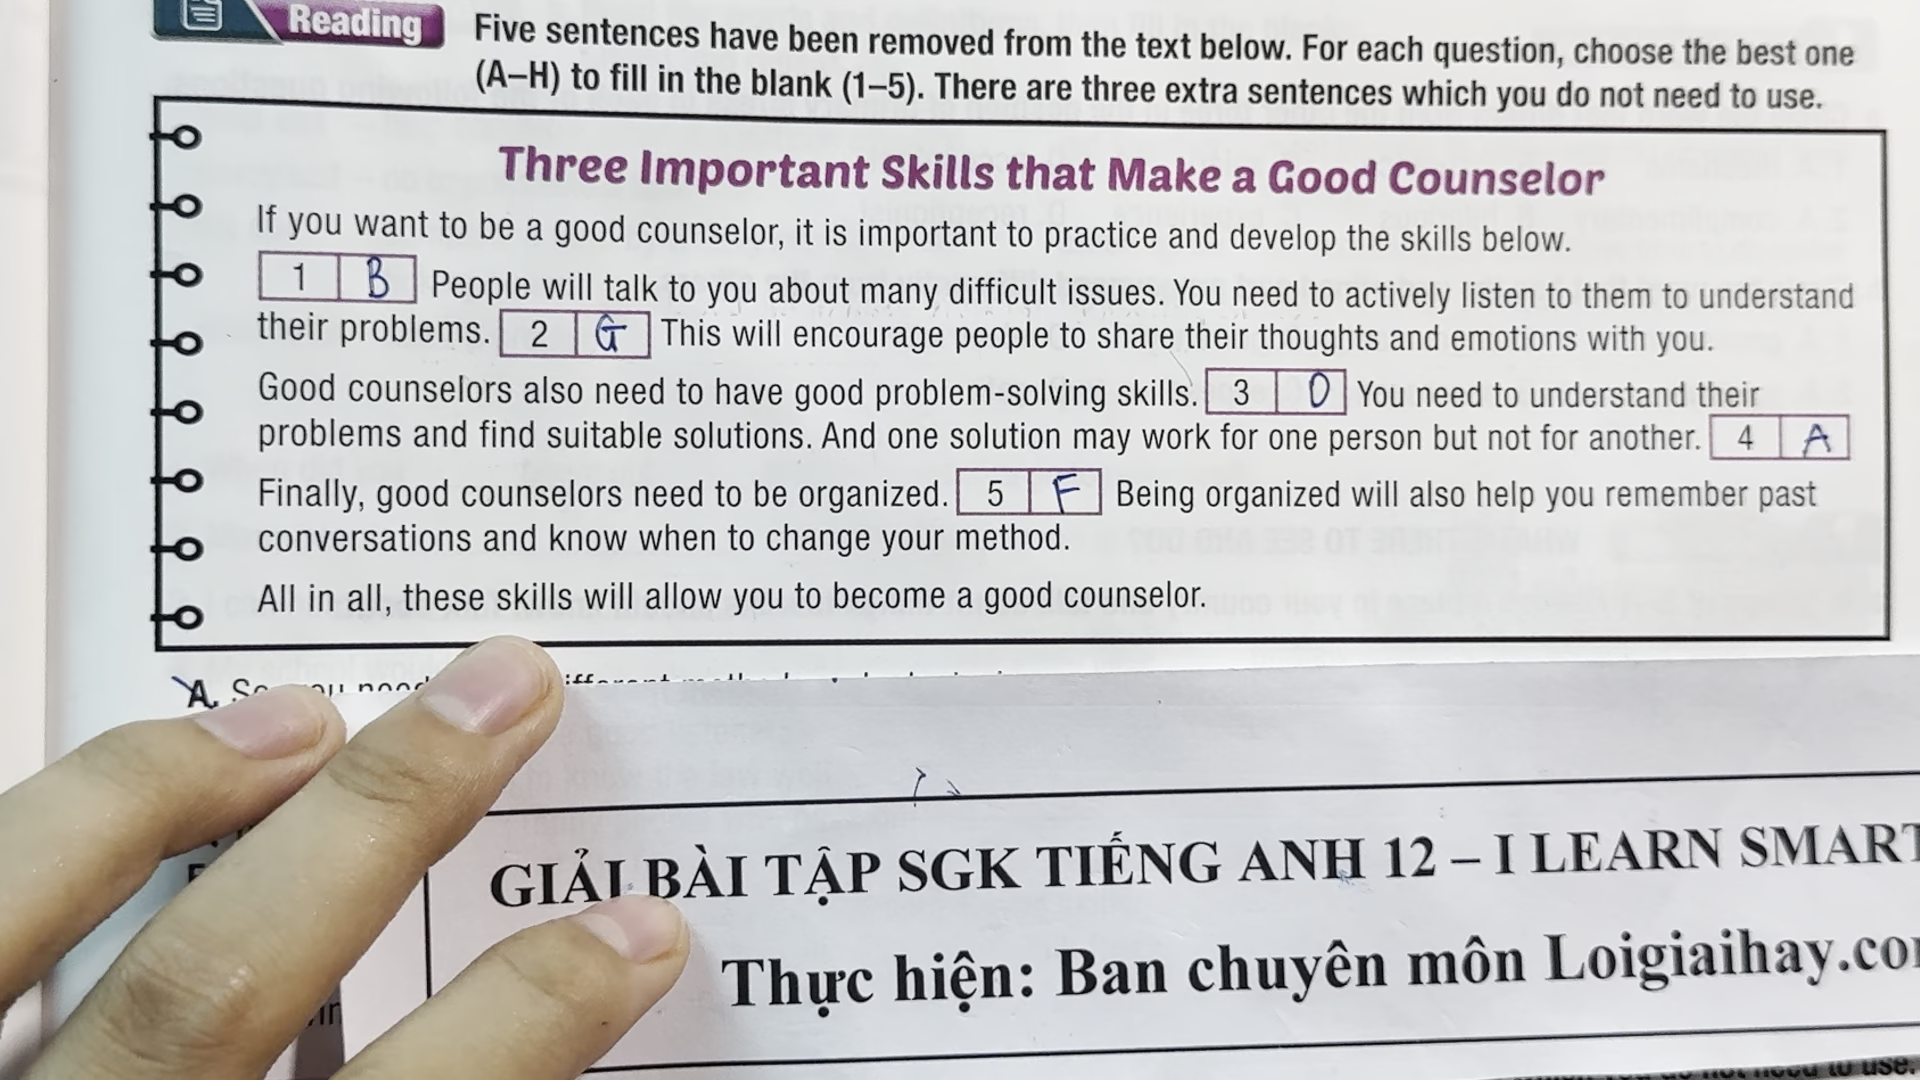 Reading
Five sentences have been removed from the text below. For each question, choose the best one
(A–H) to fill in the blank (1–5). There are three extra sentences which you do not need to use.
Three Important Skills that Make a Good Counselor
If you want to be a good counselor, it is important to practice and develop the skills below.
1 B People will talk to you about many difficult issues. You need to actively listen to them to understand
their problems. 2 G This will encourage people to share their thoughts and emotions with you.
Good counselors also need to have good problem-solving skills. 3 D You need to understand their
problems and find suitable solutions. And one solution may work for one person but not for another. 4 A
Finally, good counselors need to be organized. 5 F Being organized will also help you remember past
conversations and know when to change your method.
All in all, these skills will allow you to become a good counselor.
A.
GIẢI BÀI TẬP SGK TIẾNG ANH 12 – I LEARN SMART
Thực hiện: Ban chuyên môn Loigiaihay.co
to use.